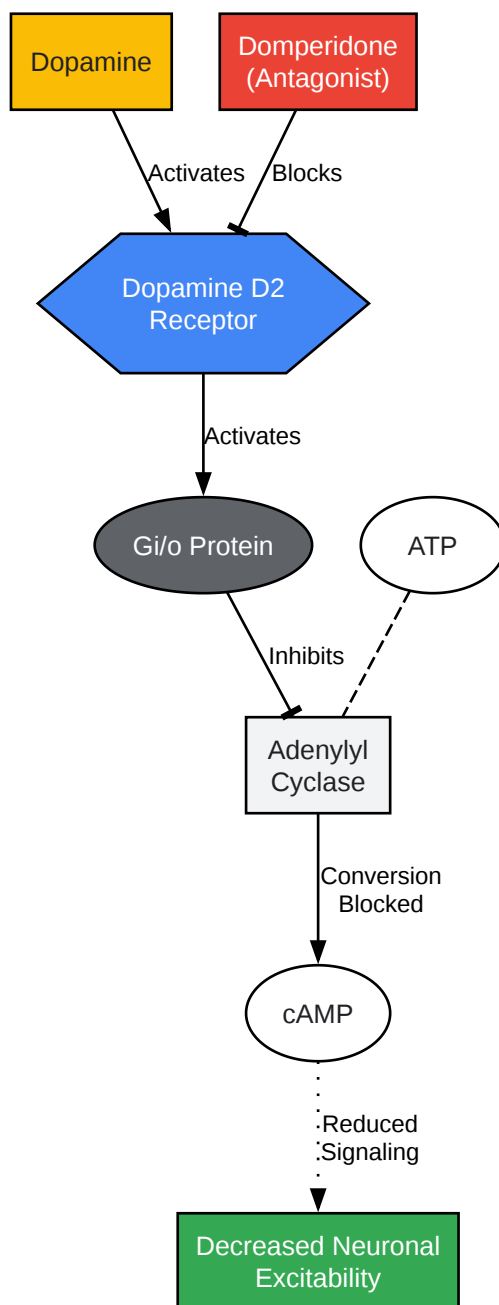 Dopamine
Domperidone
(Antagonist)
Activates
Blocks
Dopamine D2
Receptor
Activates
Gi/o Protein
ATP
Inhibits
Adenylyl
Cyclase
Conversion
Blocked
cAMP
Reduced
Signaling
Decreased Neuronal
Excitability